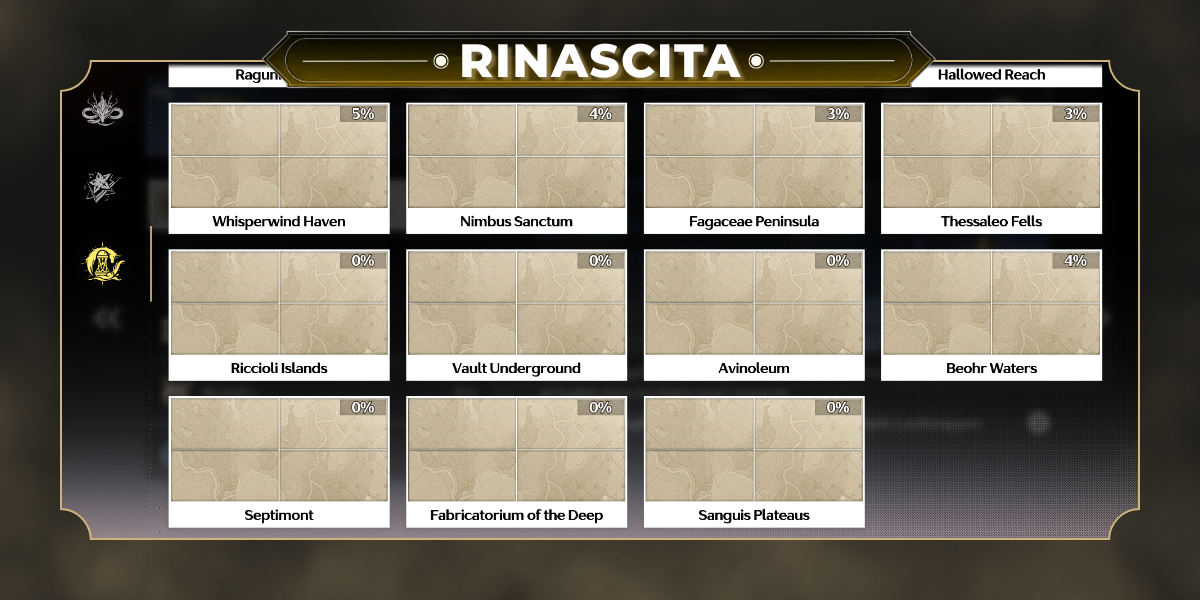 RINASCITA
Ragun
Hallowed Reach
5%
4%
3%
3%
Whisperwind Haven
Nimbus Sanctum
Fagaceae Peninsula
Thessaleo Fells
0%
0%
0%
4%
Riccioli Islands
Vault Underground
Avinoleum
Beohr Waters
0%
0%
0%
Septimont
Fabricatorium of the Deep
Sanguis Plateaus